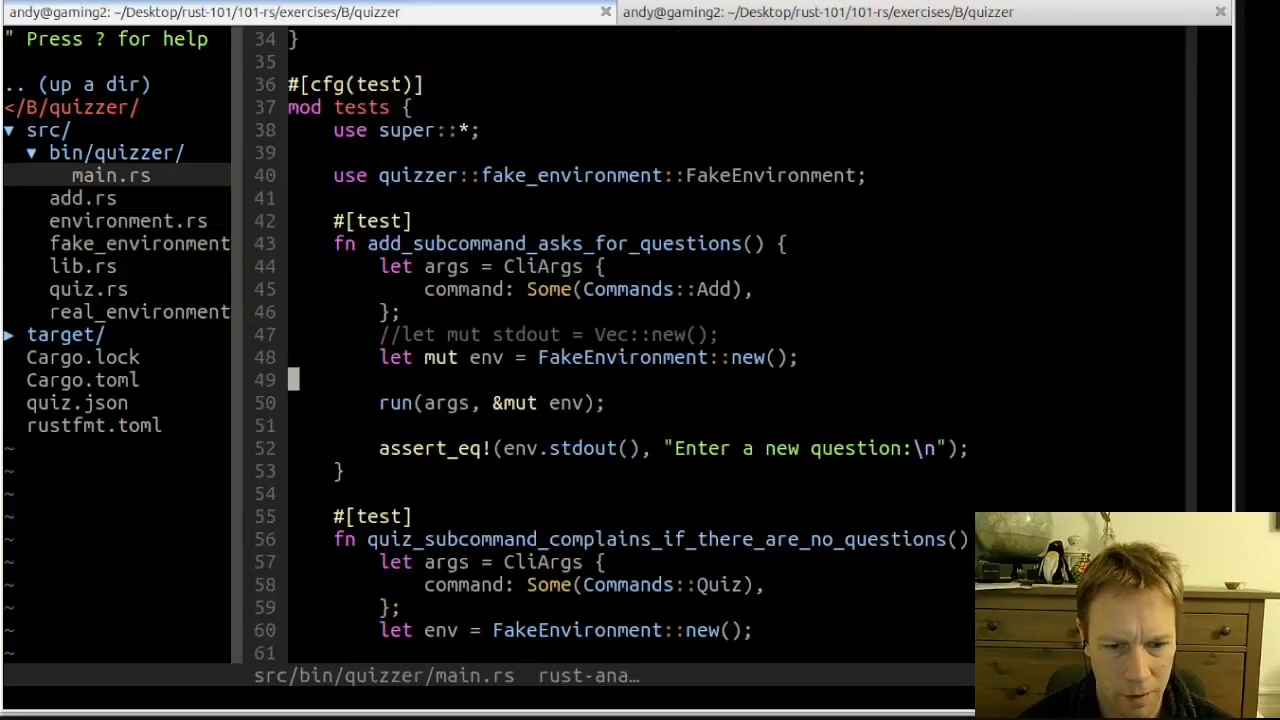 andy@gaming2: ~/Desktop/rust-101/101-rs/exercises/B/quizzer × andy@gaming2: ~/Desktop/rust-101/101-rs/exercises/B/quizzer ×
" Press ? for help
.. (up a dir)
</B/quizzer/
▼ src/
▼ bin/quizzer/
main.rs
add.rs
environment.rs
fake_environment
lib.rs
quiz.rs
real_environment
▶ target/
Cargo.lock
Cargo.toml
quiz.json
rustfmt.toml
~
~
~
~
~
~
~
~
~
~
34 }
35
36 #[cfg(test)]
37 mod tests {
38     use super::*;
39
40     use quizzer::fake_environment::FakeEnvironment;
41
42     #[test]
43     fn add_subcommand_asks_for_questions() {
44         let args = CliArgs {
45             command: Some(Commands::Add),
46         };
47         //let mut stdout = Vec::new();
48         let mut env = FakeEnvironment::new();
49
50         run(args, &mut env);
51
52         assert_eq!(env.stdout(), "Enter a new question:\n");
53     }
54
55     #[test]
56     fn quiz_subcommand_complains_if_there_are_no_questions()
57         let args = CliArgs {
58             command: Some(Commands::Quiz),
59         };
60         let env = FakeEnvironment::new();
61
src/bin/quizzer/main.rs rust-ana…